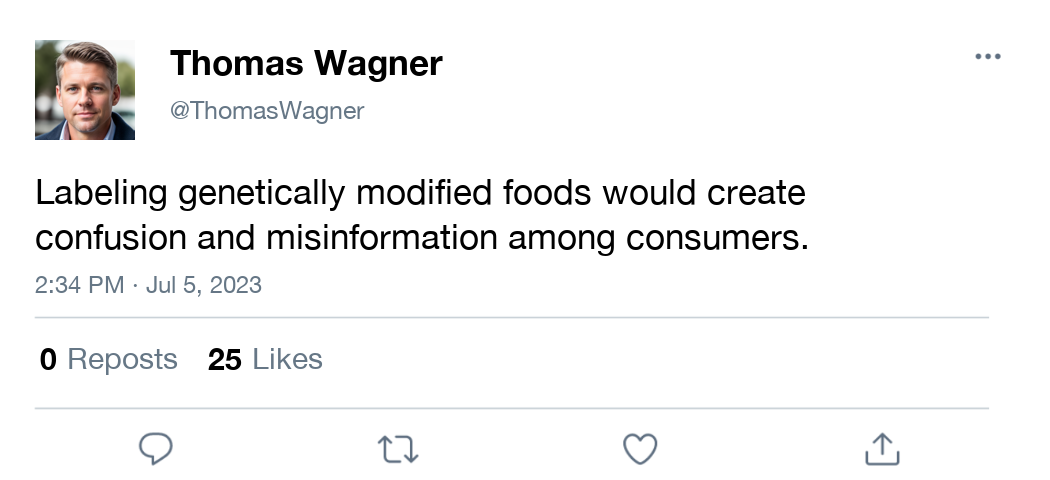 Thomas Wagner
@ThomasWagner
Labeling genetically modified foods would create
confusion and misinformation among consumers.
2:34 PM · Jul 5, 2023
0 Reposts 25 Likes